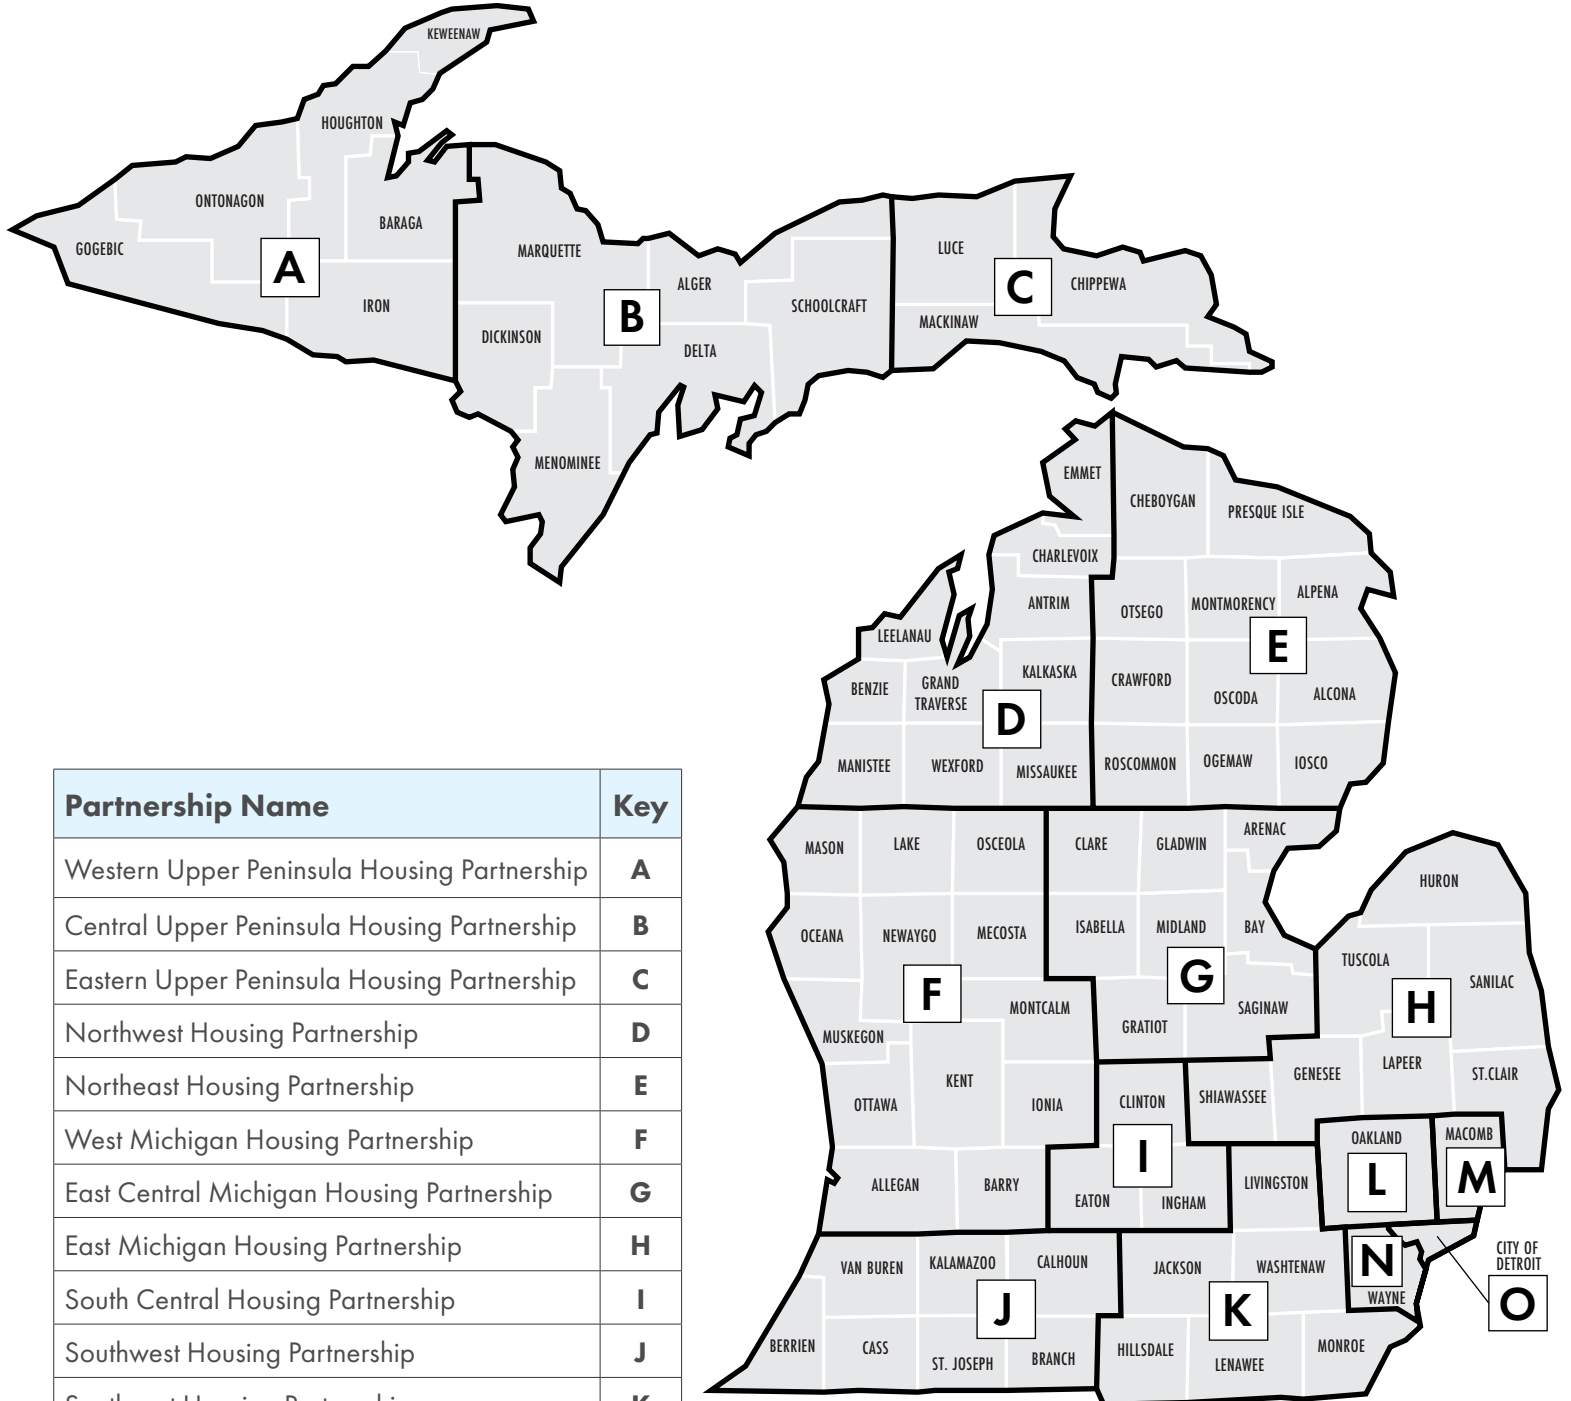 KEWEENAW
HOUGHTON
ONTONAGON
BARAGA
GOGEBIC
A
IRON
MARQUETTE
ALGER
B
SCHOOLCRAFT
DICKINSON
DELTA
MENOMINEE
LUCE
C
CHIPPEWA
MACKINAW
EMMET
CHEBOYGAN
PRESQUE ISLE
CHARLEVOIX
ANTRIM
OTSEGO
MONTMORENCY
ALPENA
LEELANAU
E
BENZIE
GRAND
TRAVERSE
KALKASKA
CRAWFORD
OSCODA
ALCONA
D
MANISTEE
WEXFORD
MISSAUKEE
ROSCOMMON
OGEMAW
IOSCO
MASON
LAKE
OSCEOLA
CLARE
GLADWIN
ARENAC
HURON
OCEANA
NEWAYGO
MECOSTA
ISABELLA
MIDLAND
BAY
TUSCOLA
SANILAC
F
G
H
MONTCALM
GRATIOT
SAGINAW
MUSKEGON
KENT
OTTAWA
IONIA
CLINTON
SHIAWASSEE
GENESEE
LAPEER
ST.CLAIR
I
OAKLAND
L
MACOMB
M
ALLEGAN
BARRY
EATON
INGHAM
LIVINGSTON
VAN BUREN
KALAMAZOO
CALHOUN
JACKSON
WASHTENAW
N
WAYNE
CITY OF
DETROIT
O
J
K
BERRIEN
CASS
ST. JOSEPH
BRANCH
HILLSDALE
LENAWEE
MONROE
Partnership Name Key
Western Upper Peninsula Housing Partnership A
Central Upper Peninsula Housing Partnership B
Eastern Upper Peninsula Housing Partnership C
Northwest Housing Partnership D
Northeast Housing Partnership E
West Michigan Housing Partnership F
East Central Michigan Housing Partnership G
East Michigan Housing Partnership H
South Central Housing Partnership I
Southwest Housing Partnership J